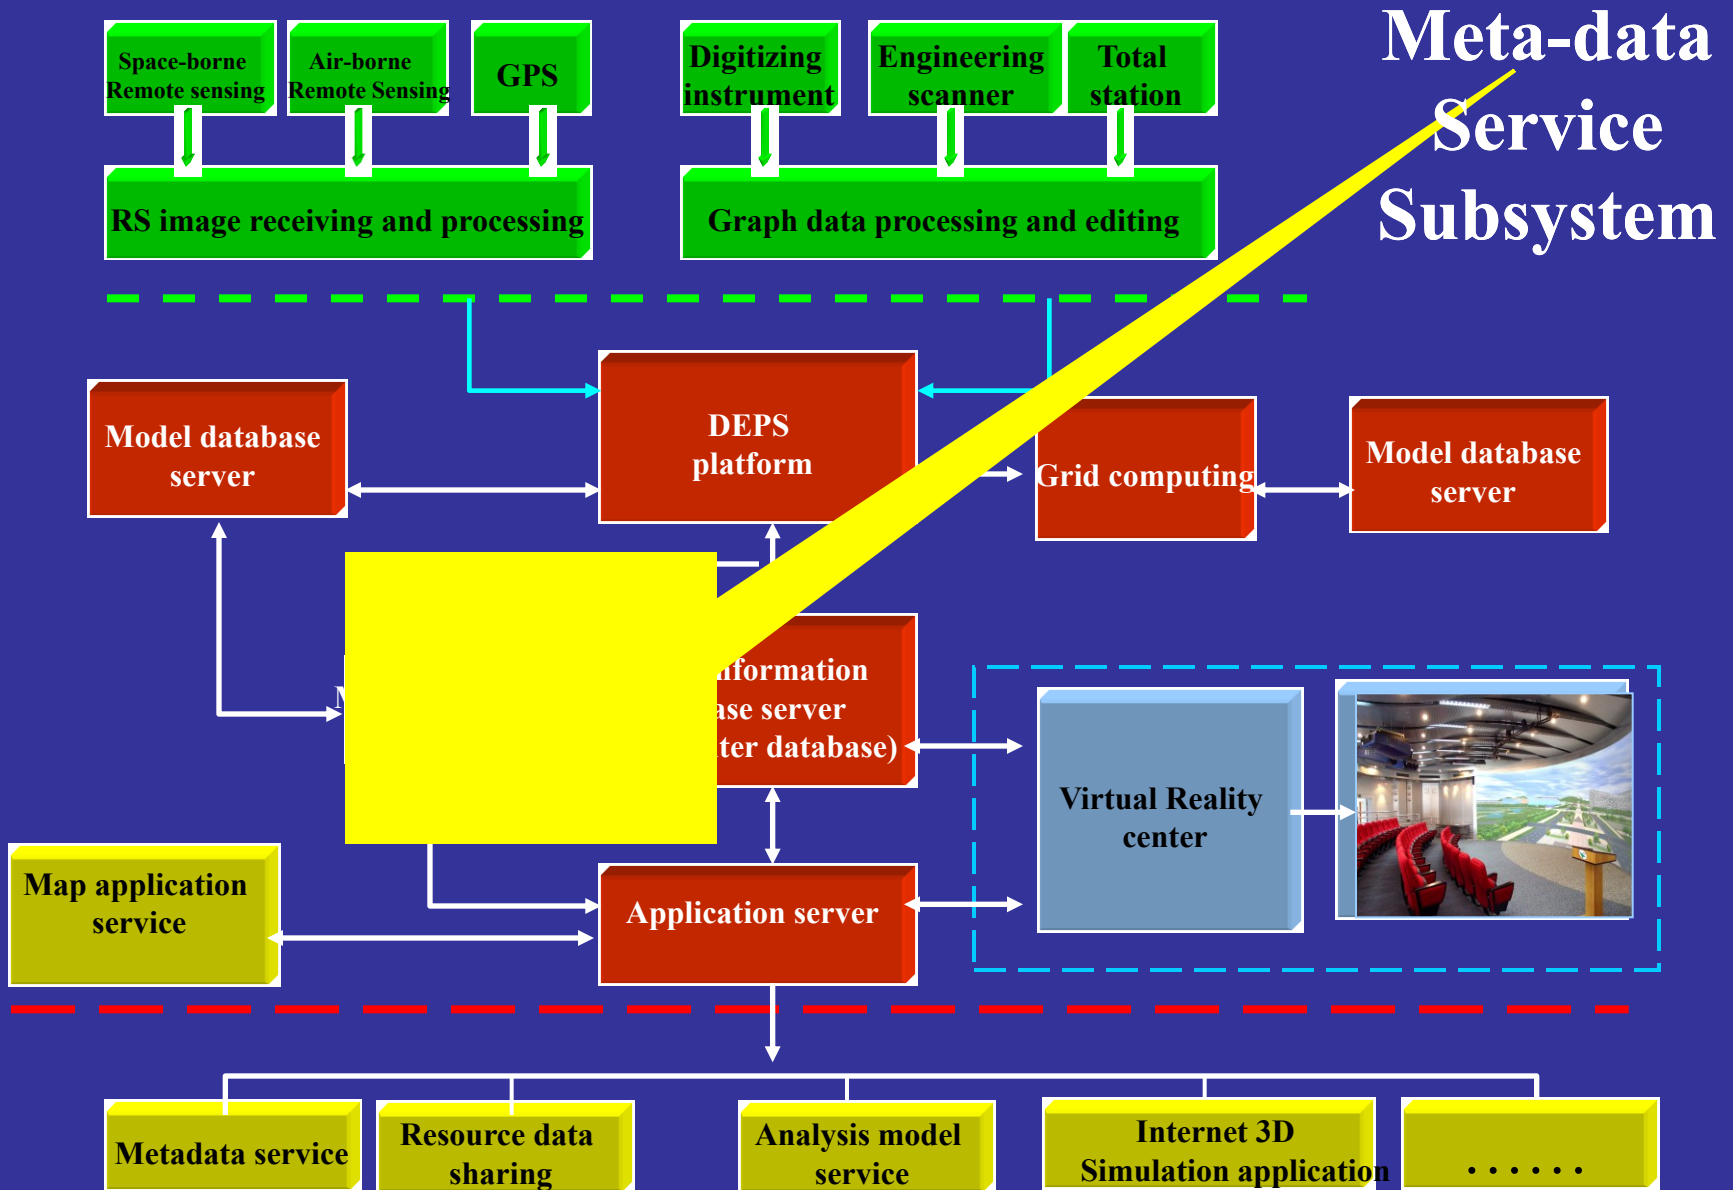 Meta-data
Service
Subsystem
Space-borne
Remote sensing
Air-borne
Remote Sensing
GPS
Digitizing
instrument
Engineering
scanner
Total
station
RS image receiving and processing
Graph data processing and editing
DEPS
platform
Model database
server
Grid computing
Model database
server
nformation
ase server
ter database)
Virtual Reality
center
Map application
service
Application server
Metadata service
Resource data
sharing
Analysis model
service
Internet 3D
Simulation application
. . . . . .